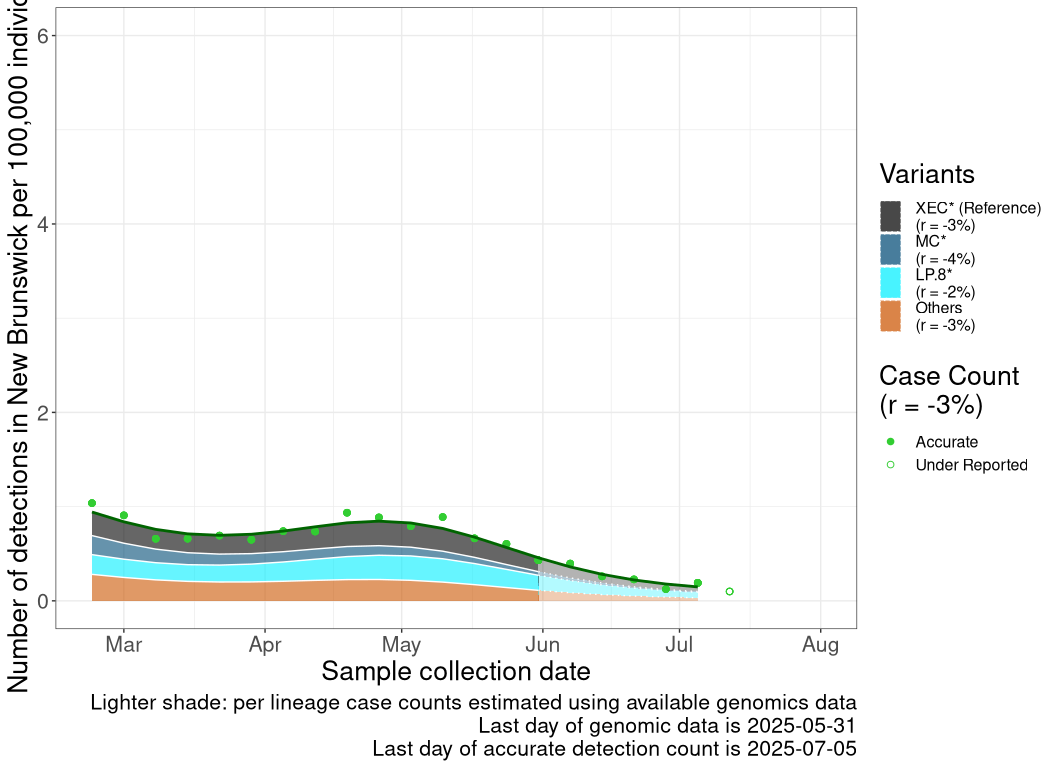 Number of detections in New Brunswick per 100,000
6
4
2
0
Mar
Apr
May
Jun
Jul
Aug
Sample collection date
Lighter shade: per lineage case counts estimated using available genomics data
Last day of genomic data is 2025-05-31
Last day of accurate detection count is 2025-07-05
Variants
XEC* (Reference)
(r = -3%)
MC*
(r = -4%)
LP.8*
(r = -2%)
Others
(r = -3%)
Case Count
(r = -3%)
Accurate
Under Reported